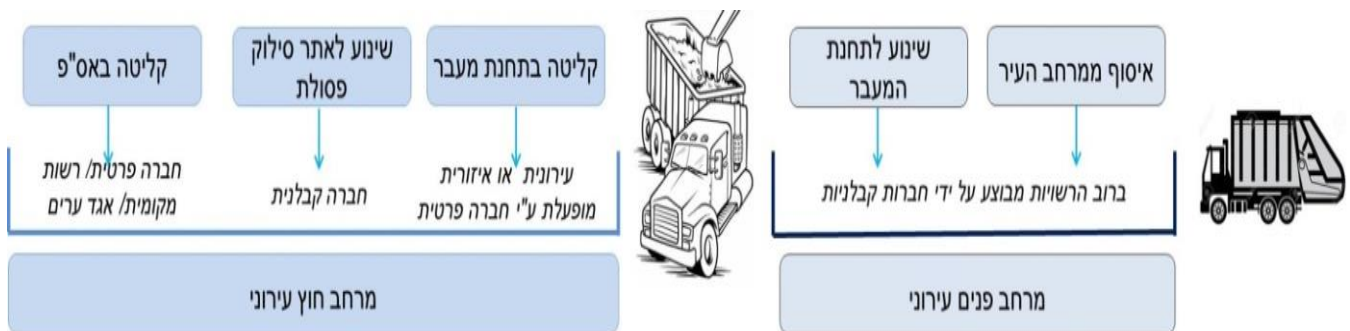 איסוף ממרחב העיר
שינוע לתחנת
המעבר
ברוב הרשויות מבוצע על ידי חברות קבלניות
מרחב פנים עירוני
קליטה בתחנת מעבר
שינוע לאתר סילוק
פסולת
קליטה באס"פ
עירונית או איזורית
מופעלת ע"י חברה פרטית
חברה קבלנית
חברה פרטית/ רשות
מקומית/ אגד ערים
מרחב חוץ עירוני